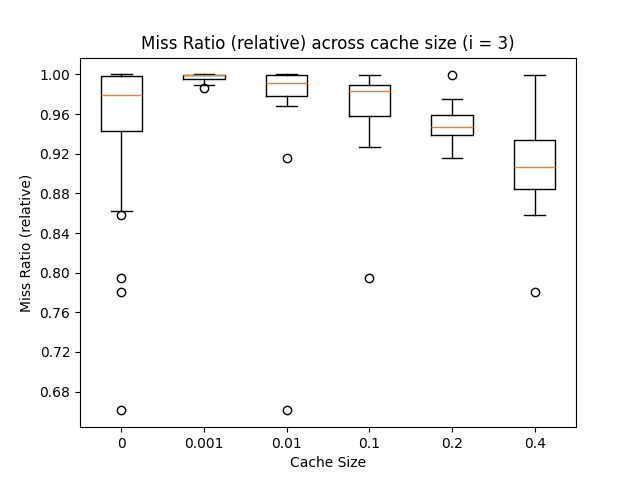 Miss Ratio (relative) across cache size (i = 3)
Miss Ratio (relative)
1.00
0.96
0.92
0.88
0.84
0.80
0.76
0.72
0.68
0 0.001 0.01 0.1 0.2 0.4
Cache Size